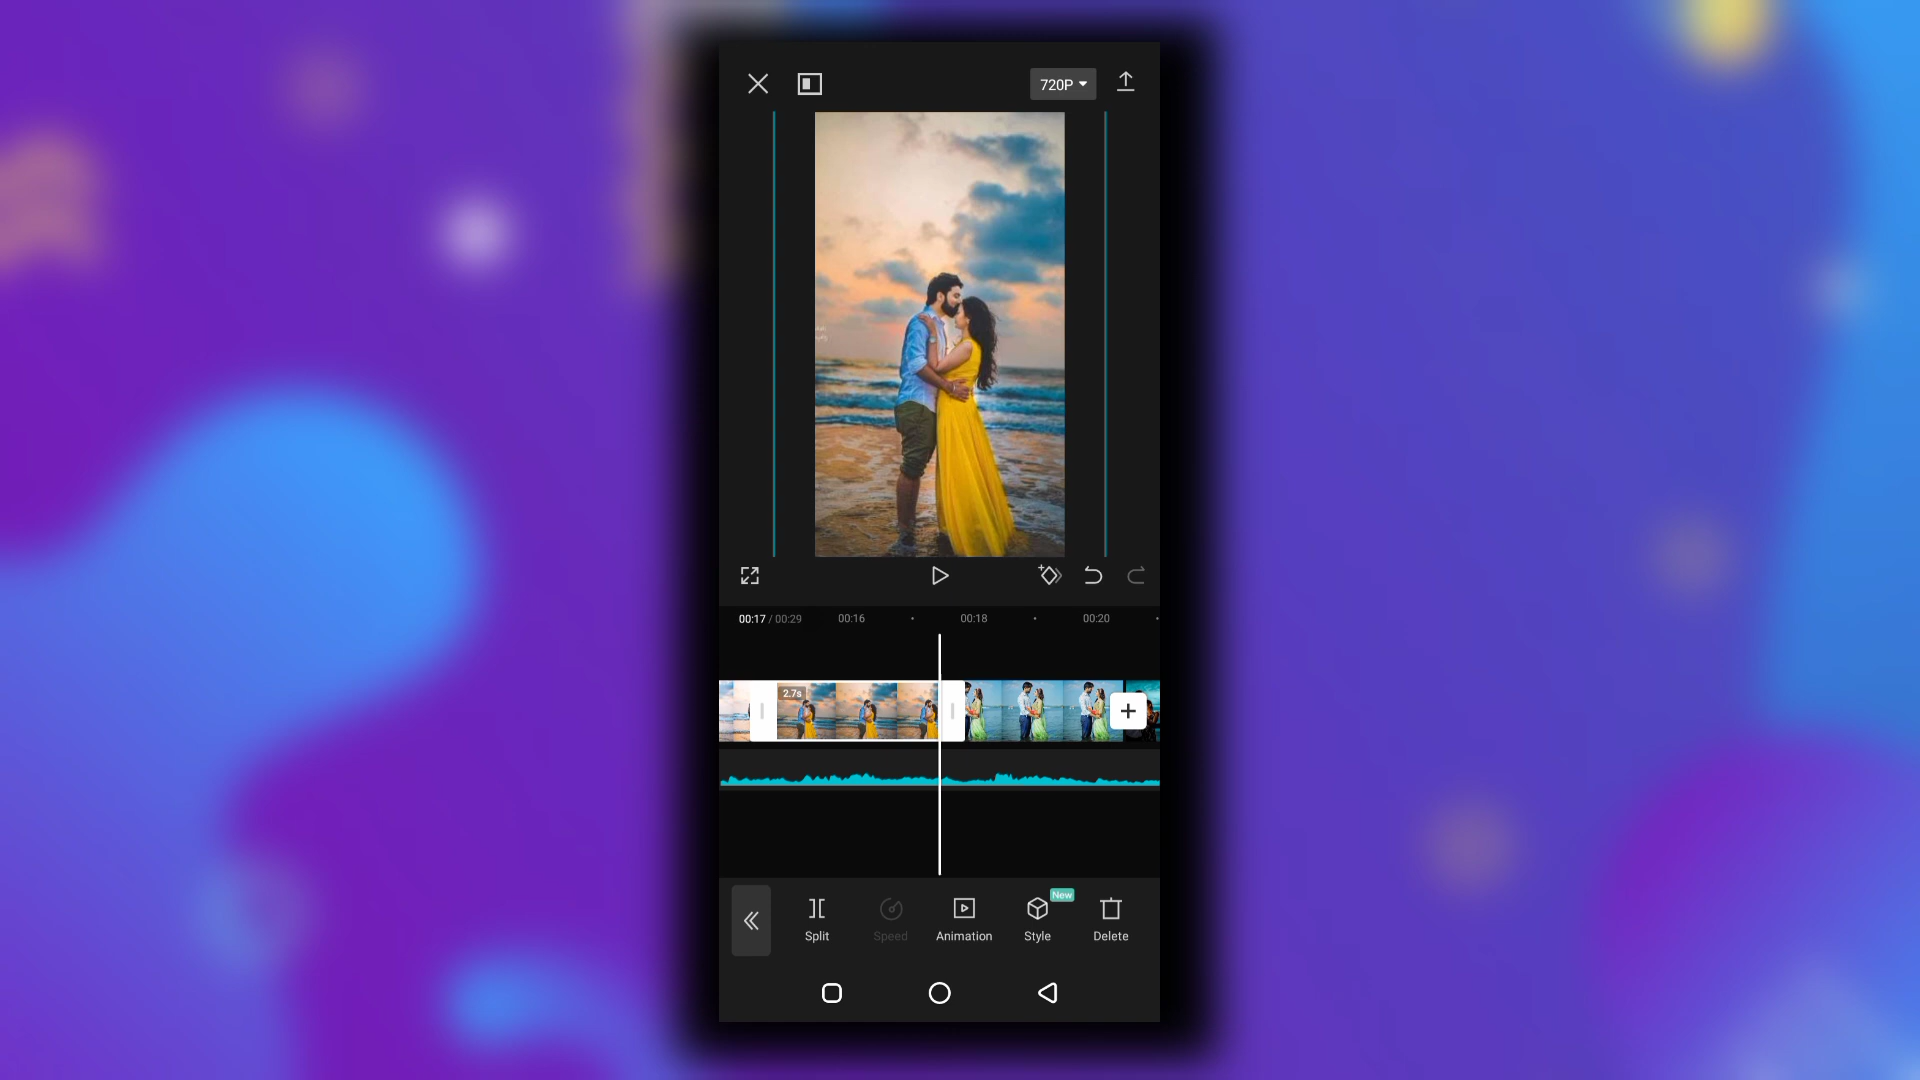 720P
00:17 / 00:29 00:16 00:18 00:20
2.7s
New
Split Speed Animation Style Delete